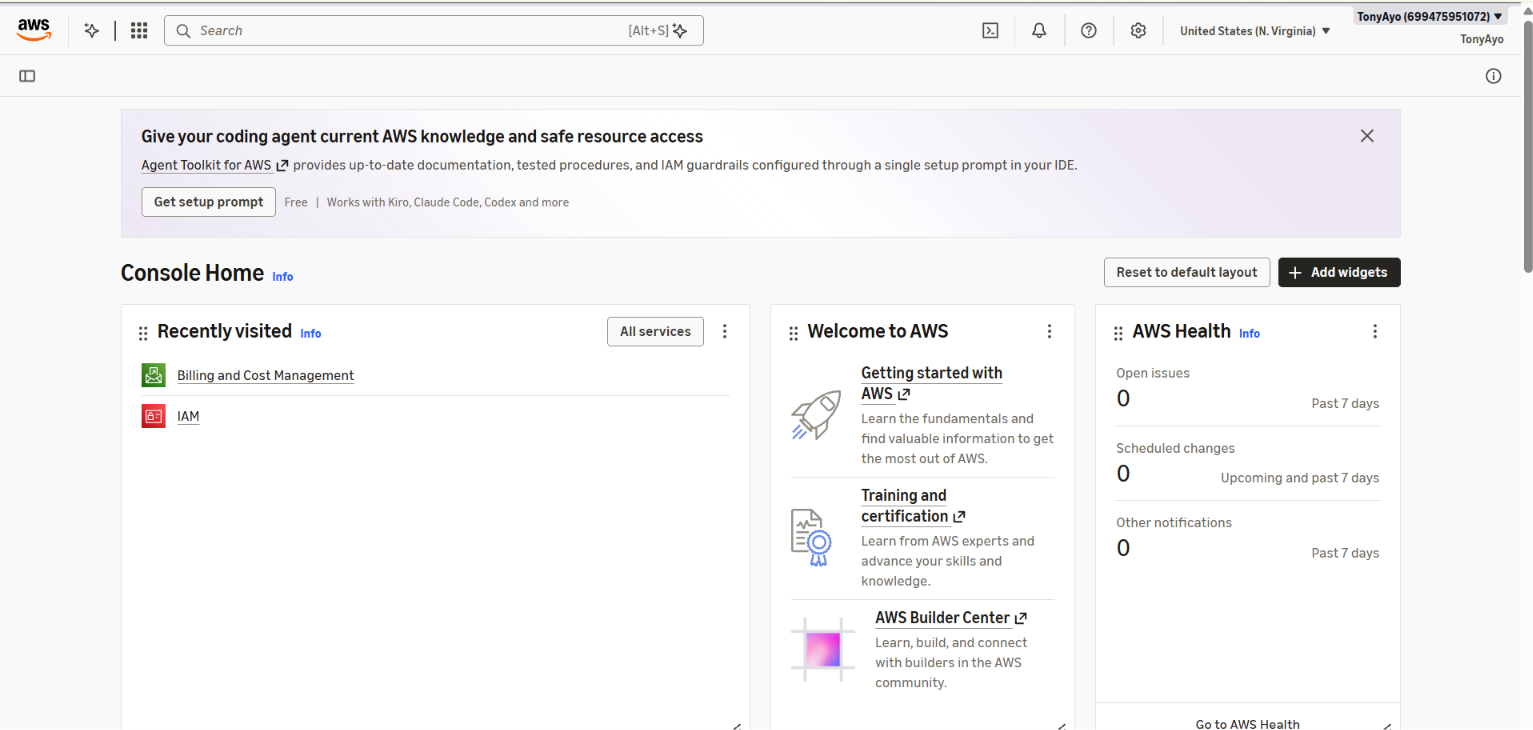 aws
Search
[Alt+S]
United States (N. Virginia) ▼
TonyAyo (699475951072) ▼
TonyAyo
Give your coding agent current AWS knowledge and safe resource access
Agent Toolkit for AWS provides up-to-date documentation, tested procedures, and IAM guardrails configured through a single setup prompt in your IDE.
Get setup prompt
Free | Works with Kiro, Claude Code, Codex and more
Console Home Info
Reset to default layout
Add widgets
Recently visited Info
All services
Billing and Cost Management
IAM
Welcome to AWS
Getting started with
AWS
Learn the fundamentals and
find valuable information to get
the most out of AWS.
Training and
certification
Learn from AWS experts and
advance your skills and
knowledge.
AWS Builder Center
Learn, build, and connect
with builders in the AWS
community.
AWS Health Info
Open issues
0
Past 7 days
Scheduled changes
0
Upcoming and past 7 days
Other notifications
0
Past 7 days
Go to AWS Health